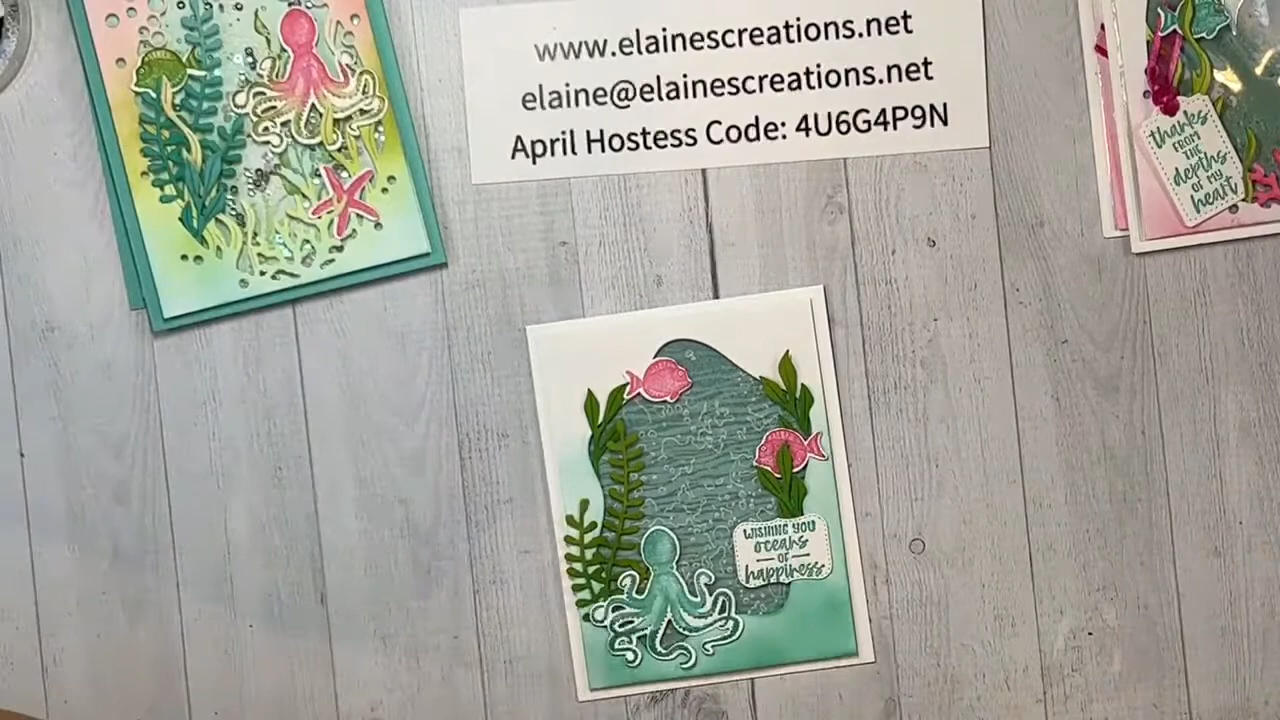 www.elainescreations.net
elaine@elainescreations.net
April Hostess Code: 4U6G4P9N
thanks
FROM
THE
depths
OF MY
heart
WISHING YOU
oceans
OF
happiness